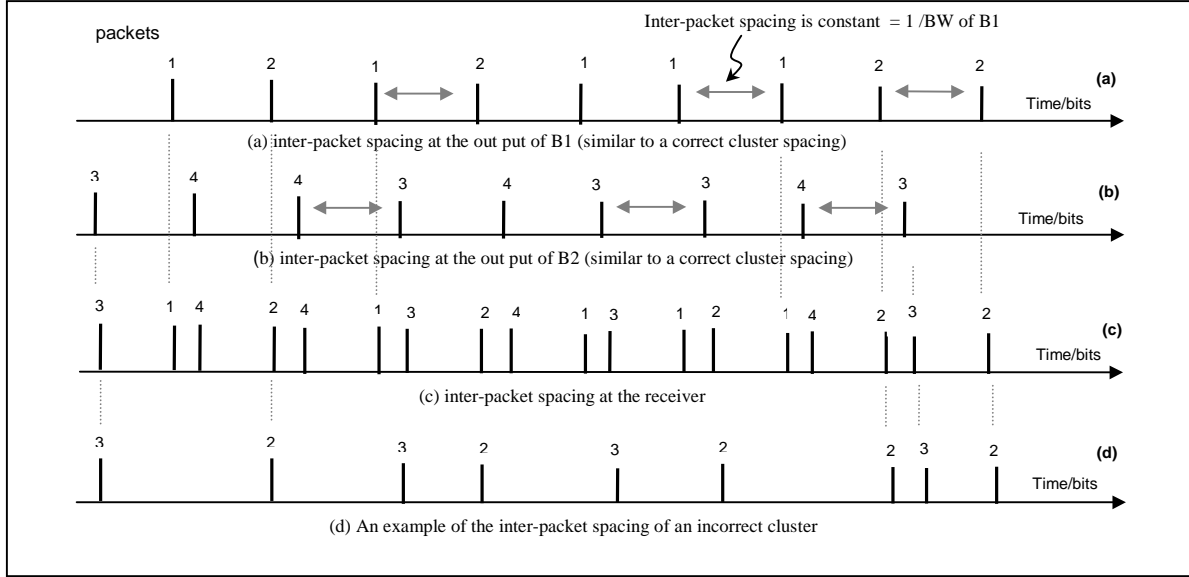 Inter-packet spacing is constant = 1 /BW of B1
packets
1 2 1 2 1 1 1 2 2
(a)
Time/bits
(a) inter-packet spacing at the out put of B1 (similar to a correct cluster spacing)
3 4 4 3 4 3 3 4 3
(b)
Time/bits
(b) inter-packet spacing at the out put of B2 (similar to a correct cluster spacing)
3 1 4 2 4 1 3 2 4 1 3 1 2 1 4 2 3 2
(c)
Time/bits
(c) inter-packet spacing at the receiver
3 2 3 2 3 2 2 3 2
(d)
Time/bits
(d) An example of the inter-packet spacing of an incorrect cluster